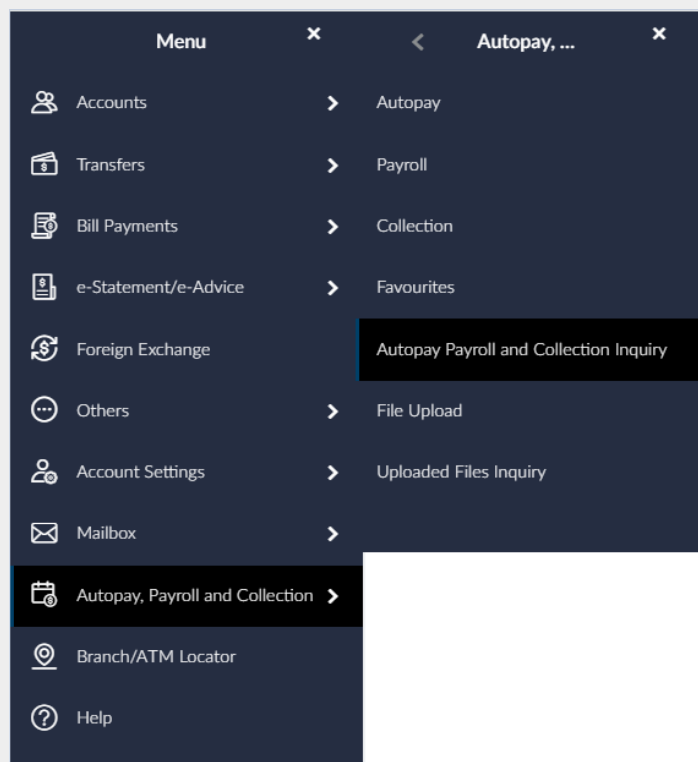 Menu
Accounts
Transfers
Bill Payments
e-Statement/e-Advice
Foreign Exchange
Others
Account Settings
Mailbox
Autopay, Payroll and Collection
Branch/ATM Locator
Help
Autopay, ...
Autopay
Payroll
Collection
Favourites
Autopay Payroll and Collection Inquiry
File Upload
Uploaded Files Inquiry